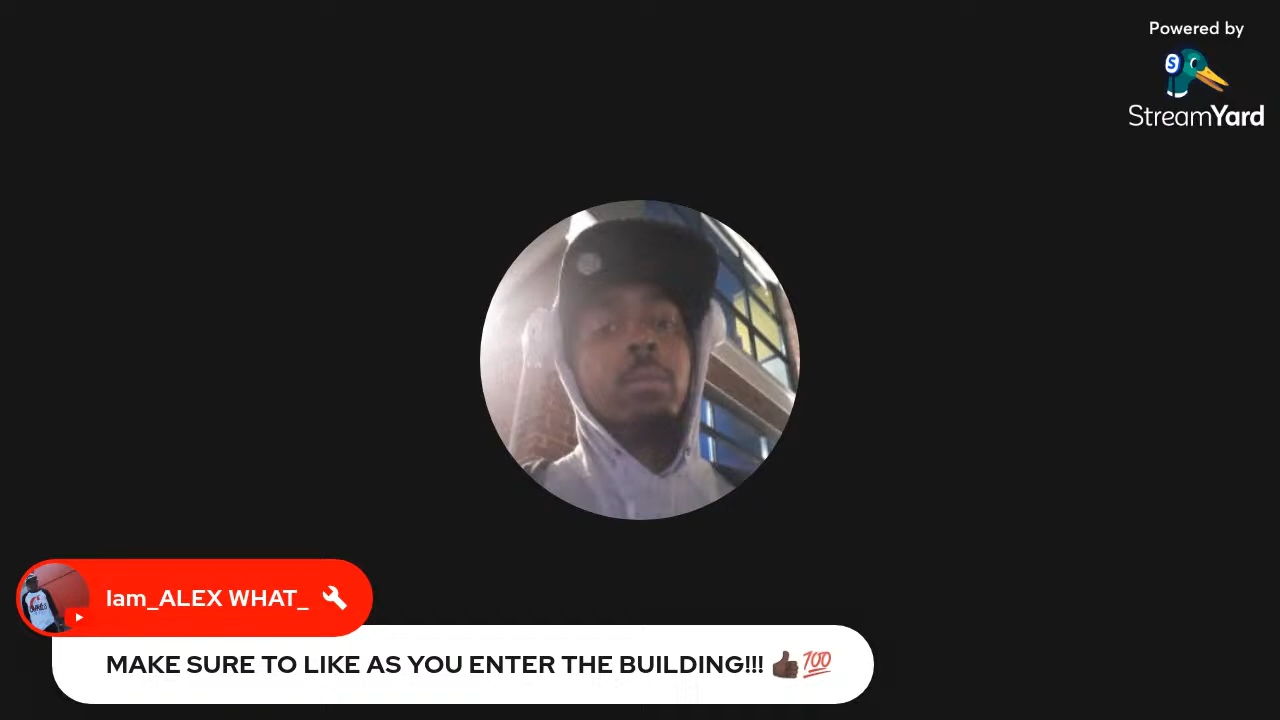 Powered by
S
StreamYard
Iam_ALEX WHAT_
MAKE SURE TO LIKE AS YOU ENTER THE BUILDING!!! 👍🏿💯